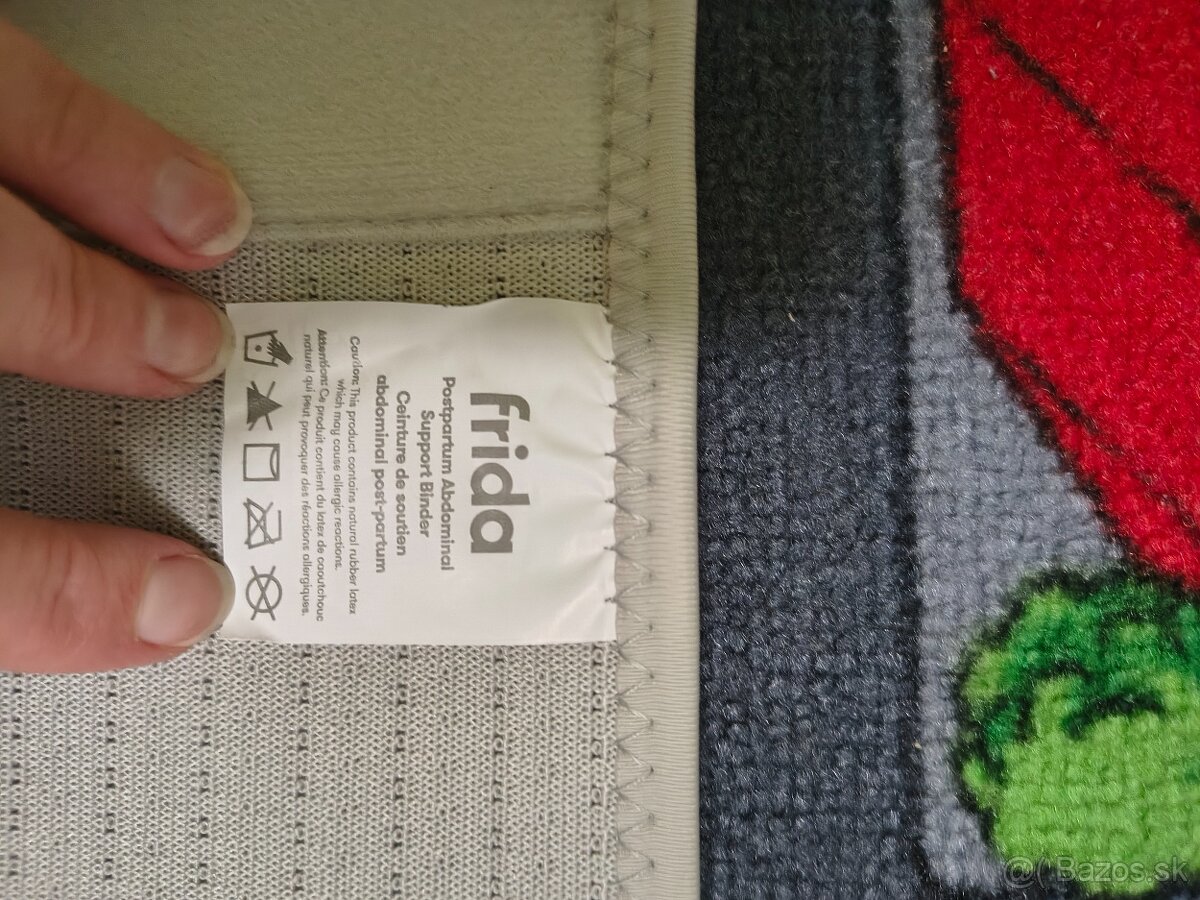 frida
Postpartum Abdominal
Support Binder
Ceinture de soutien
abdominal post-partum
Caution: This product contains natural rubber latex
which may cause allergic reactions.
Attention: Ce produit contient du latex de caoutchouc
naturel qui peut provoquer des réactions allergiques.
@( Bazos.sk